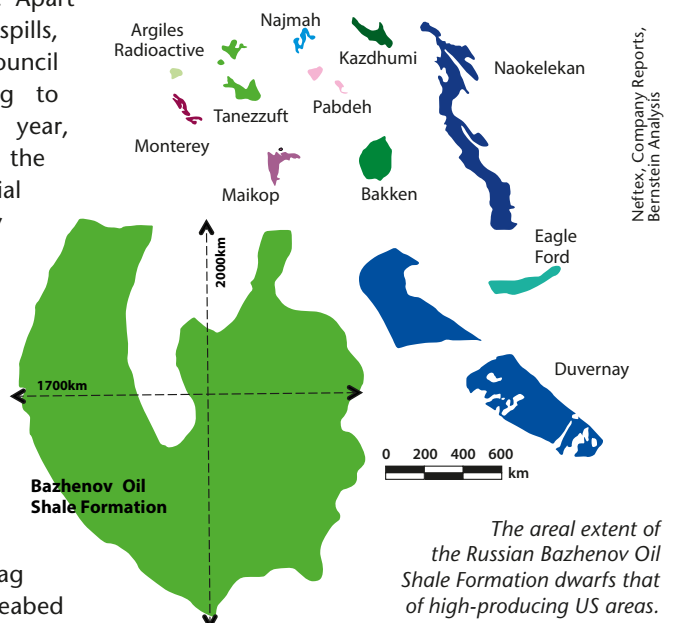 Apart
spills,
ouncil
g to
year,
the
ial
ag
eabed
Argiles
Radioactive
Najmah
Kazdhumi
Naokelekan
Tanezzuft
Pabdeh
Monterey
Maikop
Bakken
Neftex, Company Reports,
Bernstein Analysis
Eagle
Ford
2000km
1700km
Duvernay
0 200 400 600
km
Bazhenov Oil
Shale Formation
The areal extent of
the Russian Bazhenov Oil
Shale Formation dwarfs that
of high-producing US areas.